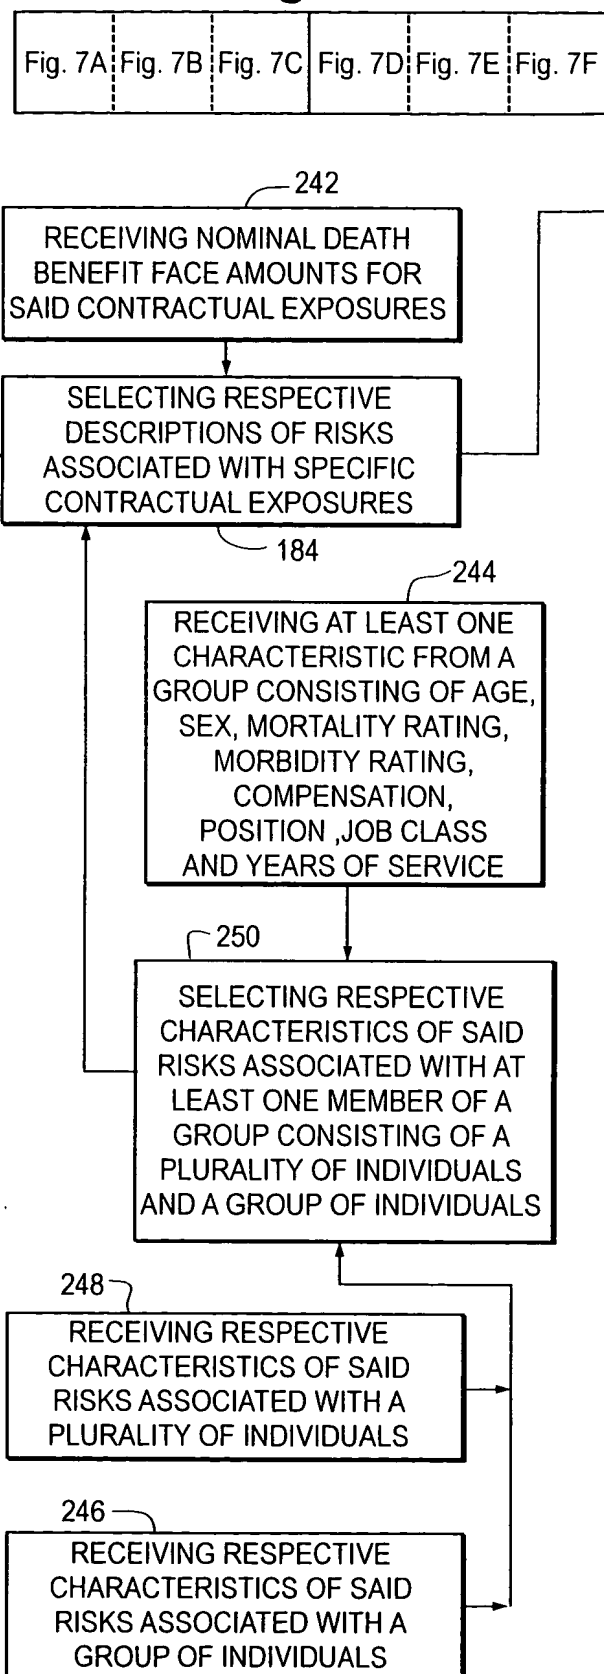 Fig. 7A Fig. 7B Fig. 7C Fig. 7D Fig. 7E Fig. 7F
242
RECEIVING NOMINAL DEATH
BENEFIT FACE AMOUNTS FOR
SAID CONTRACTUAL EXPOSURES
SELECTING RESPECTIVE
DESCRIPTIONS OF RISKS
ASSOCIATED WITH SPECIFIC
CONTRACTUAL EXPOSURES
184
244
RECEIVING AT LEAST ONE
CHARACTERISTIC FROM A
GROUP CONSISTING OF AGE,
SEX, MORTALITY RATING,
MORBIDITY RATING,
COMPENSATION,
POSITION ,JOB CLASS
AND YEARS OF SERVICE
250
SELECTING RESPECTIVE
CHARACTERISTICS OF SAID
RISKS ASSOCIATED WITH AT
LEAST ONE MEMBER OF A
GROUP CONSISTING OF A
PLURALITY OF INDIVIDUALS
AND A GROUP OF INDIVIDUALS
248
RECEIVING RESPECTIVE
CHARACTERISTICS OF SAID
RISKS ASSOCIATED WITH A
PLURALITY OF INDIVIDUALS
246
RECEIVING RESPECTIVE
CHARACTERISTICS OF SAID
RISKS ASSOCIATED WITH A
GROUP OF INDIVIDUALS